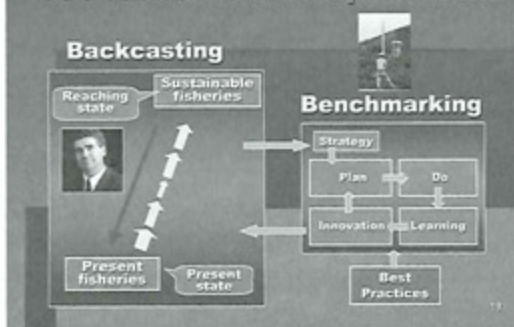 Backcasting
Sustainable
fisheries
Reaching
state
Present
fisheries
Present
state
Benchmarking
Strategy
Plan
Do
Innovation
Learning
Best
Practices